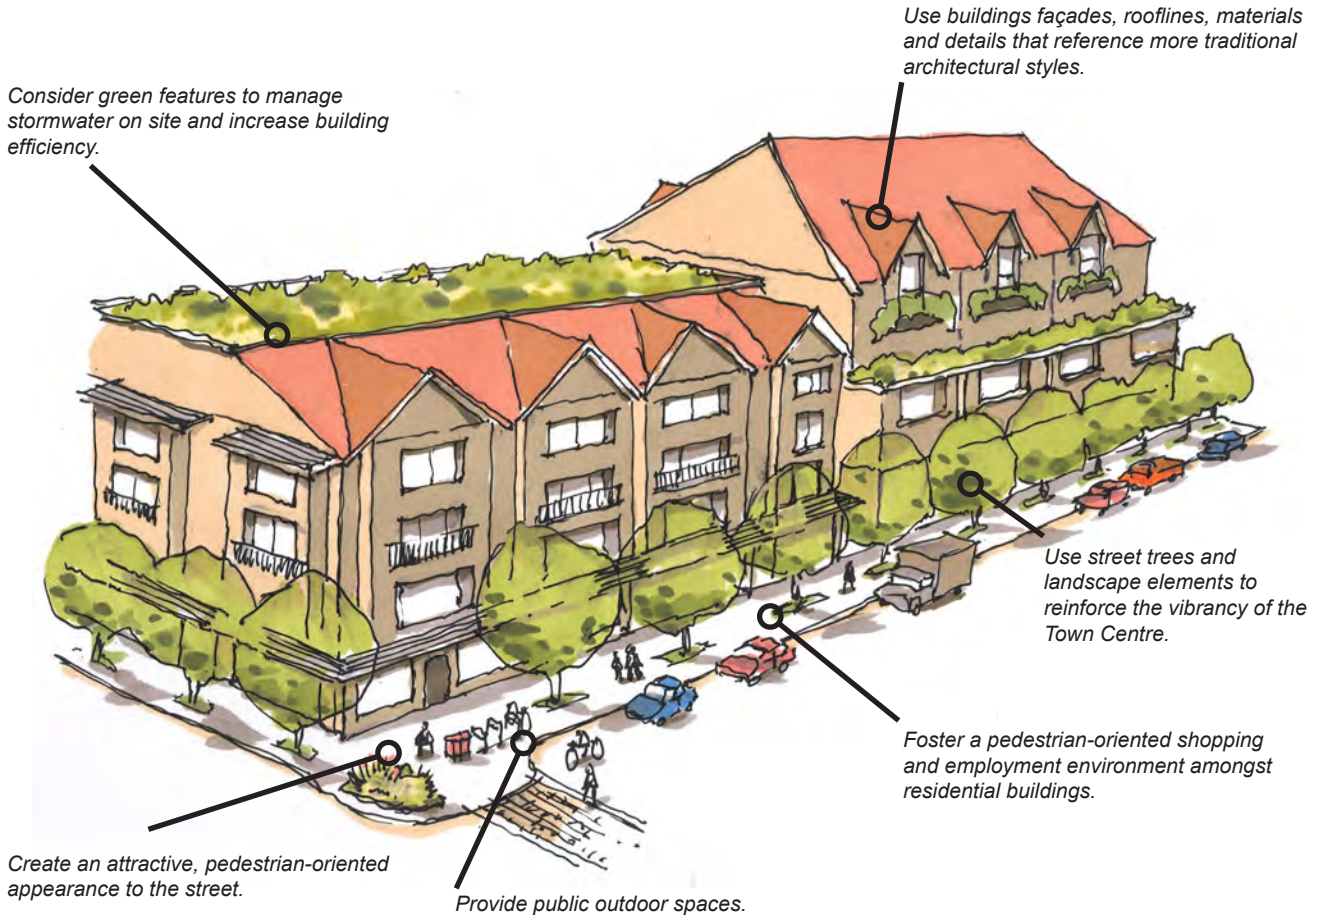 Use buildings façades, rooflines, materials
and details that reference more traditional
architectural styles.
Consider green features to manage
stormwater on site and increase building
efficiency.
Use street trees and
landscape elements to
reinforce the vibrancy of the
Town Centre.
Foster a pedestrian-oriented shopping
and employment environment amongst
residential buildings.
Create an attractive, pedestrian-oriented
appearance to the street.
Provide public outdoor spaces.